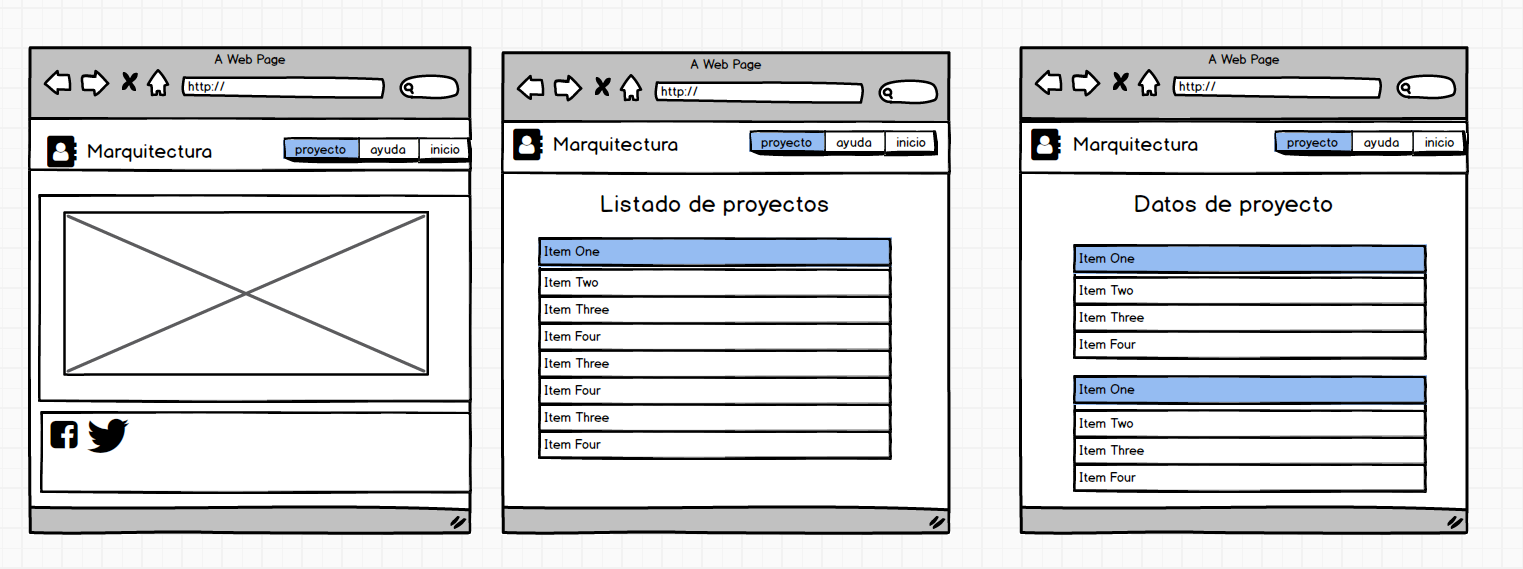 A Web Page
http://
Marquitectura
proyecto ayuda inicio
A Web Page
http://
Marquitectura
proyecto ayuda inicio
Listado de proyectos
Item One
Item Two
Item Three
Item Four
Item Three
Item Four
Item Three
Item Four
A Web Page
http://
Marquitectura
proyecto ayuda inicio
Datos de proyecto
Item One
Item Two
Item Three
Item Four
Item One
Item Two
Item Three
Item Four